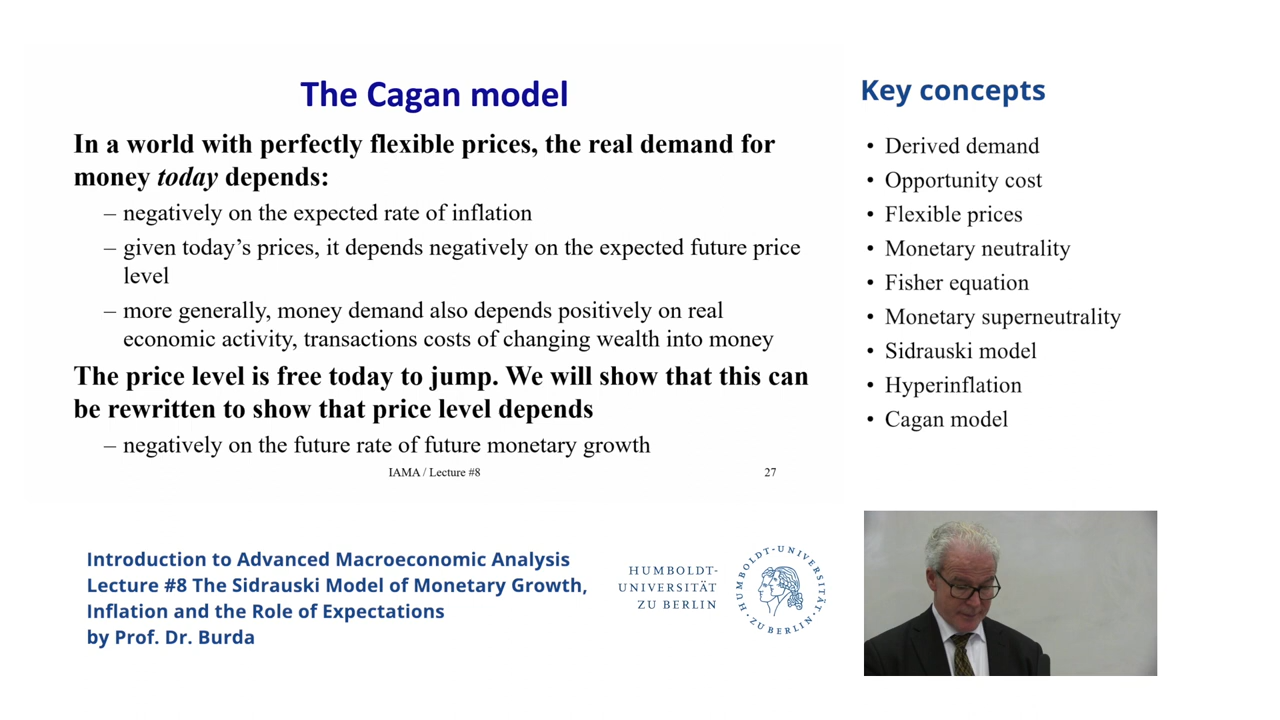 The Cagan model
In a world with perfectly flexible prices, the real demand for
money today depends:
– negatively on the expected rate of inflation
– given today’s prices, it depends negatively on the expected future price
level
– more generally, money demand also depends positively on real
economic activity, transactions costs of changing wealth into money
The price level is free today to jump. We will show that this can
be rewritten to show that price level depends
– negatively on the future rate of future monetary growth
IAMA / Lecture #8
27
Key concepts
• Derived demand
• Opportunity cost
• Flexible prices
• Monetary neutrality
• Fisher equation
• Monetary superneutrality
• Sidrauski model
• Hyperinflation
• Cagan model
Introduction to Advanced Macroeconomic Analysis
Lecture #8 The Sidrauski Model of Monetary Growth,
Inflation and the Role of Expectations
by Prof. Dr. Burda
HUMBOLDT-
UNIVERSITÄT
ZU BERLIN
HUMBOLDT-UNIVERSITÄT
ZU BERLIN